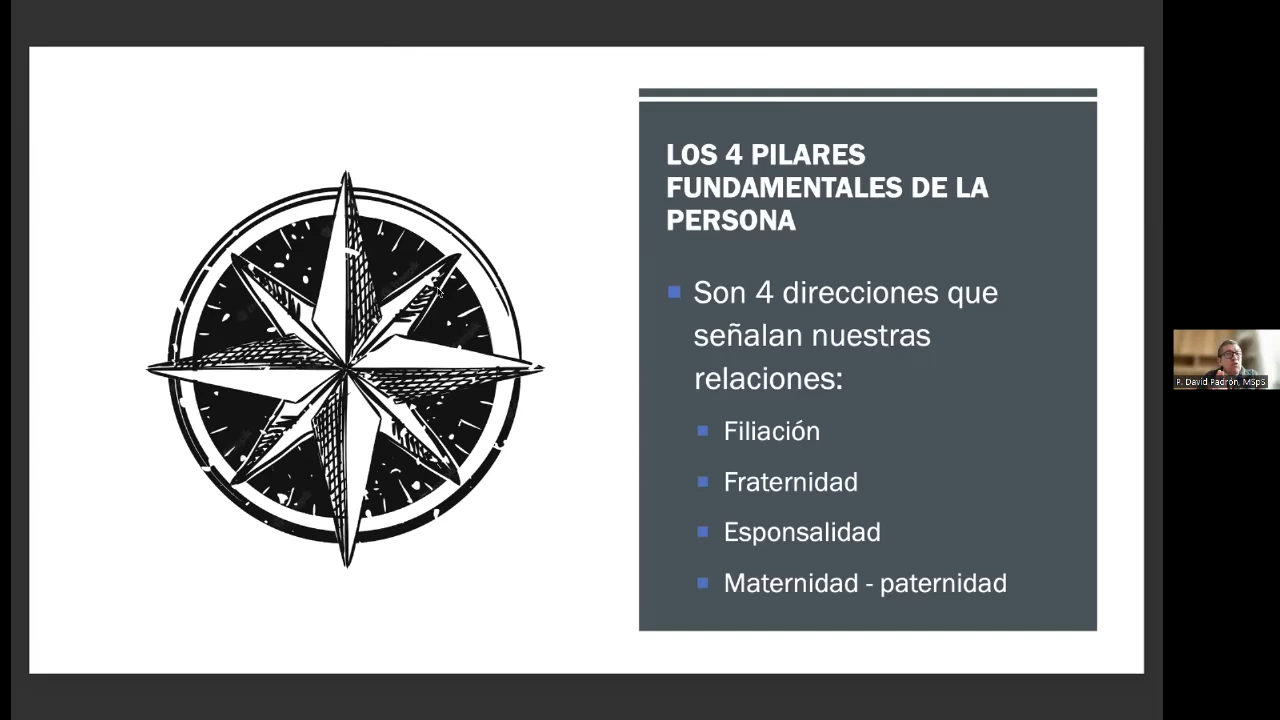 LOS 4 PILARES
FUNDAMENTALES DE LA
PERSONA
Son 4 direcciones que
señalan nuestras
relaciones:
Filiación
Fraternidad
Esponsalidad
Maternidad - paternidad
P. David Padrón, MSpS